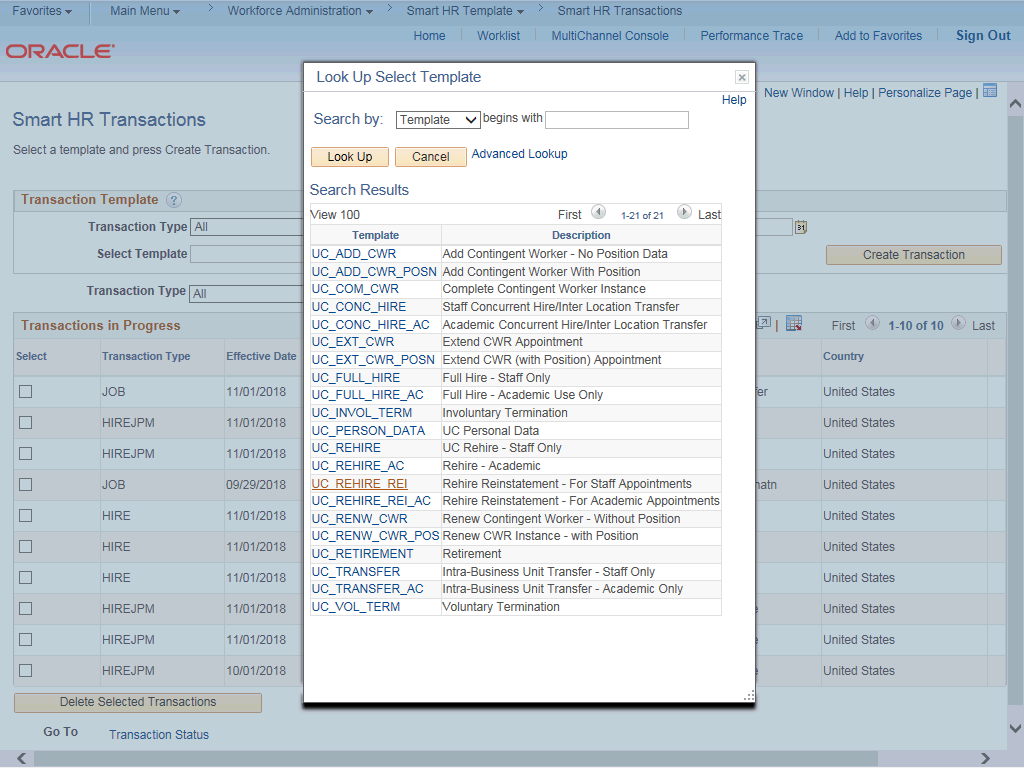 Favorites Main Menu > Workforce Administration > Smart HR Template > Smart HR Transactions
Home Worklist MultiChannel Console Performance Trace Add to Favorites Sign Out
ORACLE
New Window | Help | Personalize Page |
Smart HR Transactions
Select a template and press Create Transaction.
Transaction Template ?
Transaction Type All
31
Select Template
Create Transaction
Transaction Type All
Transactions in Progress
First 1-10 of 10 Last
Select Transaction Type Effective Date Country
JOB 11/01/2018 fer United States
HIREJPM 11/01/2018 United States
HIREJPM 11/01/2018 United States
JOB 09/29/2018 natn United States
HIRE 11/01/2018 United States
HIRE 11/01/2018 United States
HIRE 11/01/2018 United States
HIREJPM 11/01/2018 United States
HIREJPM 11/01/2018 United States
HIREJPM 10/01/2018 United States
Delete Selected Transactions
Go To Transaction Status
Look Up Select Template
Help
Search by: Template begins with
Look Up Cancel Advanced Lookup
Search Results
View 100 First 1-21 of 21 Last
Template Description
UC_ADD_CWR Add Contingent Worker - No Position Data
UC_ADD_CWR_POSN Add Contingent Worker With Position
UC_COM_CWR Complete Contingent Worker Instance
UC_CONC_HIRE Staff Concurrent Hire/Inter Location Transfer
UC_CONC_HIRE_AC Academic Concurrent Hire/Inter Location Transfer
UC_EXT_CWR Extend CWR Appointment
UC_EXT_CWR_POSN Extend CWR (with Position) Appointment
UC_FULL_HIRE Full Hire - Staff Only
UC_FULL_HIRE_AC Full Hire - Academic Use Only
UC_INVOL_TERM Involuntary Termination
UC_PERSON_DATA UC Personal Data
UC_REHIRE UC Rehire - Staff Only
UC_REHIRE_AC Rehire - Academic
UC_REHIRE_REI Rehire Reinstatement - For Staff Appointments
UC_REHIRE_REI_AC Rehire Reinstatement - For Academic Appointments
UC_RENW_CWR Renew Contingent Worker - Without Position
UC_RENW_CWR_POS Renew CWR Instance - with Position
UC_RETIREMENT Retirement
UC_TRANSFER Intra-Business Unit Transfer - Staff Only
UC_TRANSFER_AC Intra-Business Unit Transfer - Academic Only
UC_VOL_TERM Voluntary Termination